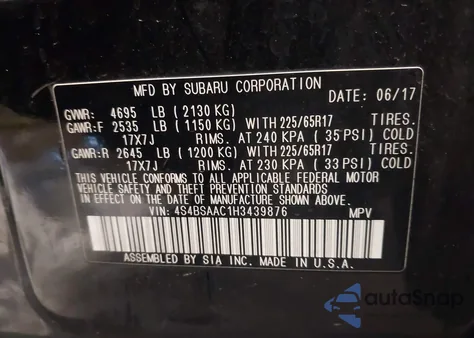 MFD BY SUBARU CORPORATION
DATE: 06/17
GVWR: 4695 LB (2130 KG)
GAWR:F 2535 LB (1150 KG) WITH 225/65R17 TIRES.
17X7J RIMS. AT 240 KPA (35 PSI) COLD
GAWR:R 2645 LB (1200 KG) WITH 225/65R17 TIRES.
17X7J RIMS. AT 230 KPA (33 PSI) COLD
THIS VEHICLE CONFORMS TO ALL APPLICABLE FEDERAL MOTOR
VEHICLE SAFETY AND THEFT PREVENTION STANDARDS
IN EFFECT ON THE DATE OF MANUFACTURE SHOWN ABOVE.
VIN: 4S4BSAAC1H3439876 MPV
ASSEMBLED BY SIA INC. MADE IN U.S.A.
autoSnap